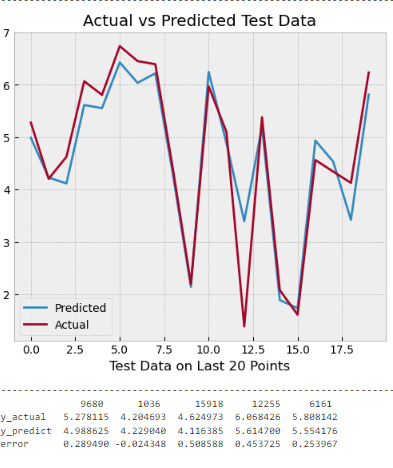 Actual vs Predicted Test Data
7
6
5
4
3
2
Predicted
Actual
0.0 2.5 5.0 7.5 10.0 12.5 15.0 17.5
Test Data on Last 20 Points
9680 1036 15918 12255 6161
y_actual 5.278115 4.204693 4.624973 6.068426 5.808142
y_predict 4.988625 4.229040 4.116385 5.614700 5.554176
error 0.289490 -0.024348 0.508588 0.453725 0.253967